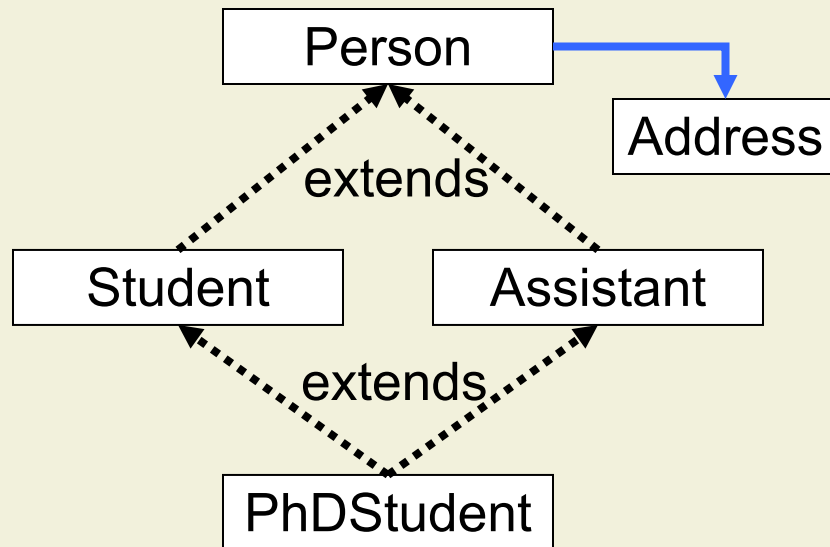 Person
Address
extends
Student
Assistant
extends
PhDStudent